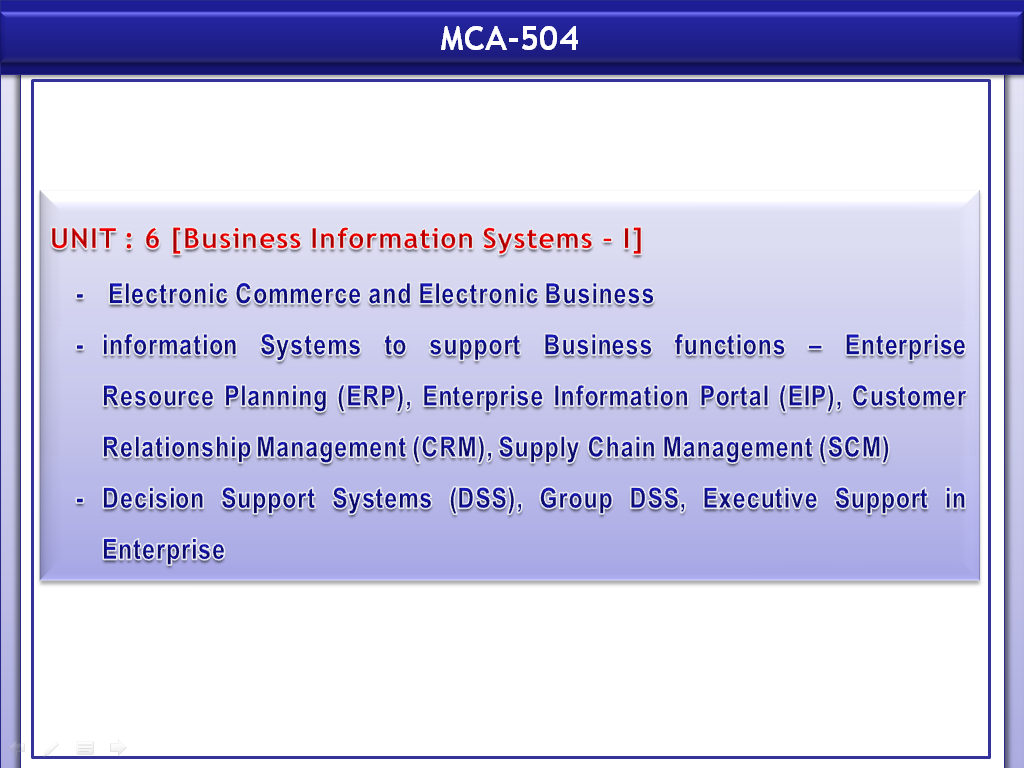 MCA-504
UNIT : 6 [Business Information Systems – I]
- Electronic Commerce and Electronic Business
- information Systems to support Business functions – Enterprise
Resource Planning (ERP), Enterprise Information Portal (EIP), Customer
Relationship Management (CRM), Supply Chain Management (SCM)
- Decision Support Systems (DSS), Group DSS, Executive Support in
Enterprise